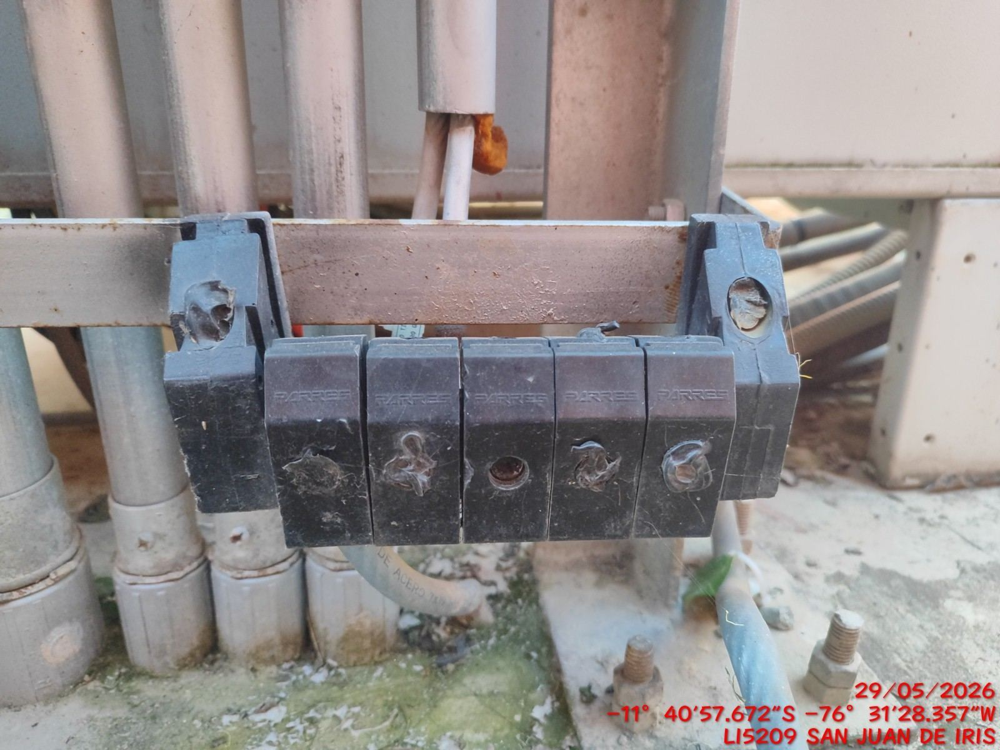 PARRES PARRES PARRES PARRES PARRES
DE ACERO
29/05/2026
-11° 40'57.672"S -76° 31'28.357"W
LI5209 SAN JUAN DE IRIS